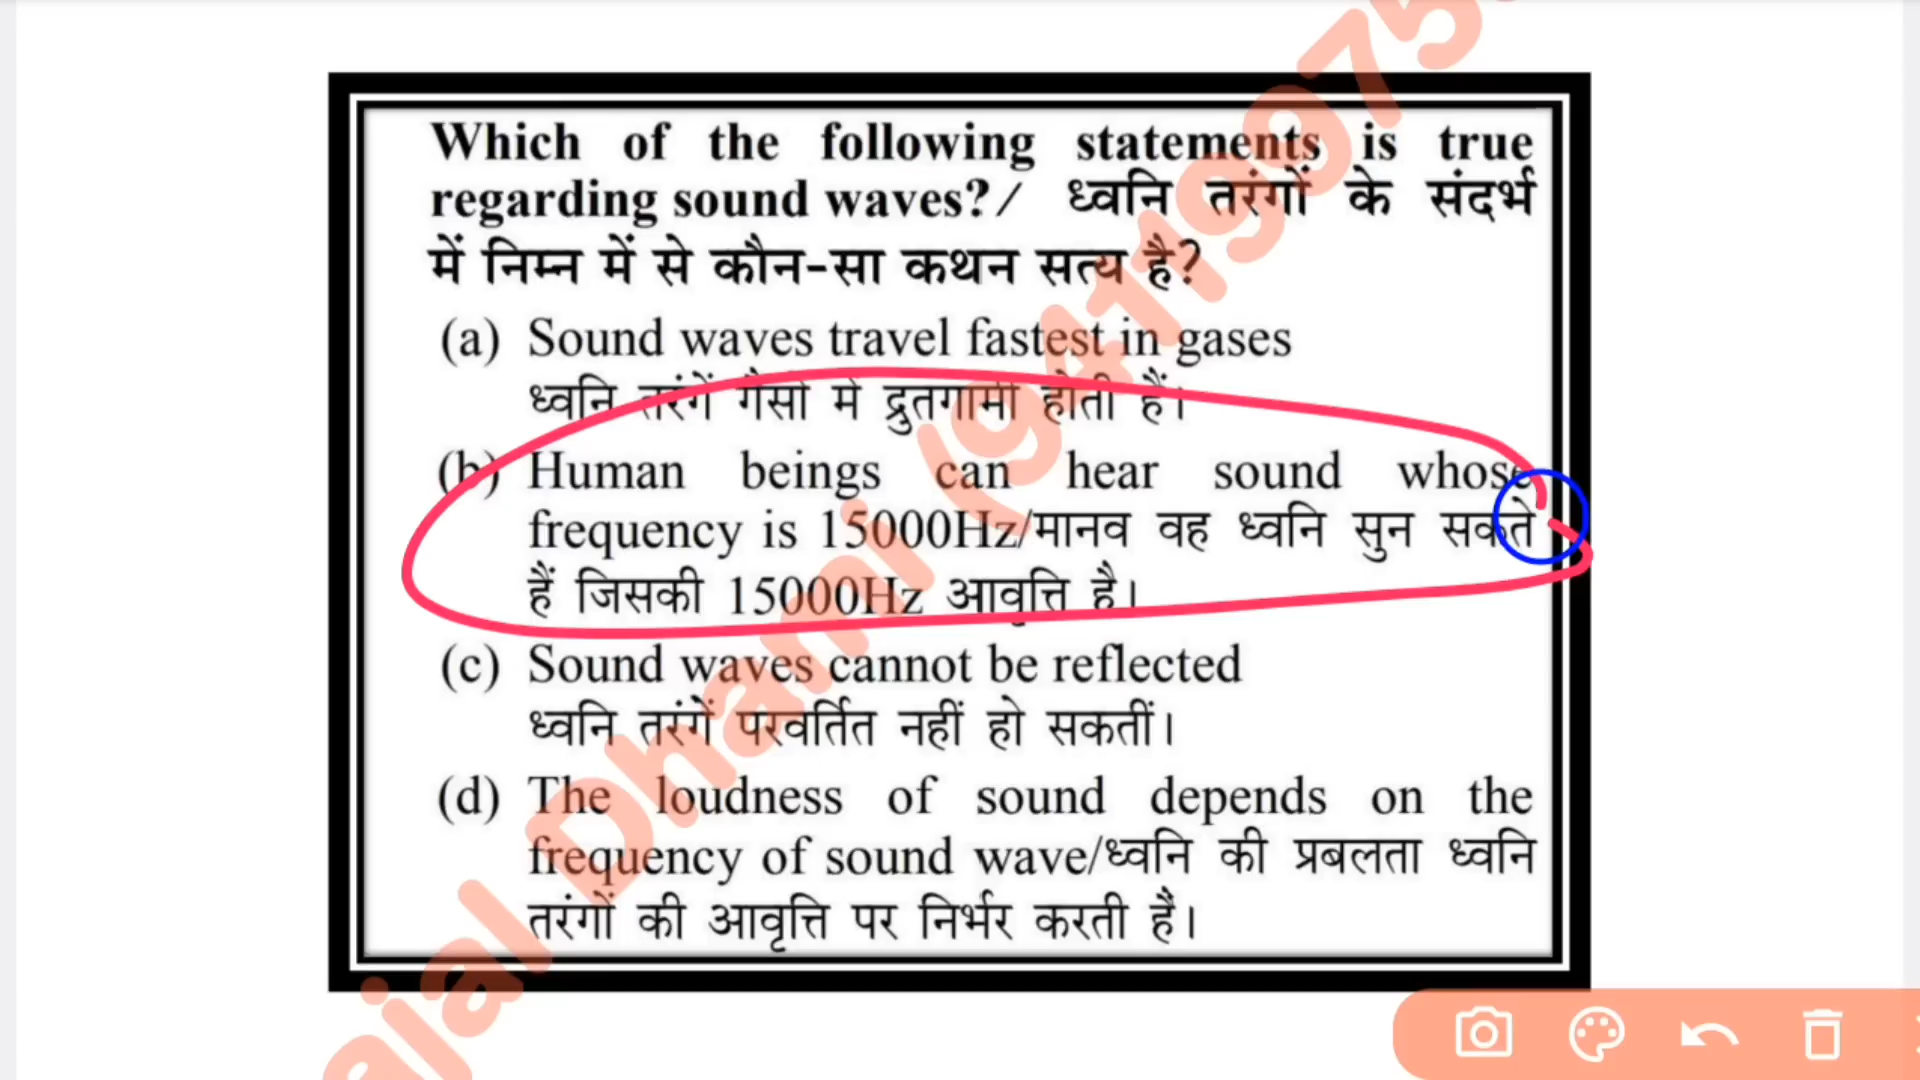 Which of the following statements is true
regarding sound waves?/ ध्वनि तरंगों के संदर्भ
में निम्न में से कौन-सा कथन सत्य है?
(a) Sound waves travel fastest in gases
ध्वनि तरंगें गैसों में द्रुतगामी होती हैं।
(b) Human beings can hear sound whose
frequency is 15000Hz/मानव वह ध्वनि सुन सकते
हैं जिसकी 15000Hz आवृत्ति है।
(c) Sound waves cannot be reflected
ध्वनि तरंगें परवर्तित नहीं हो सकतीं।
(d) The loudness of sound depends on the
frequency of sound wave/ध्वनि की प्रबलता ध्वनि
तरंगों की आवृत्ति पर निर्भर करती है।
Dhami (9411975